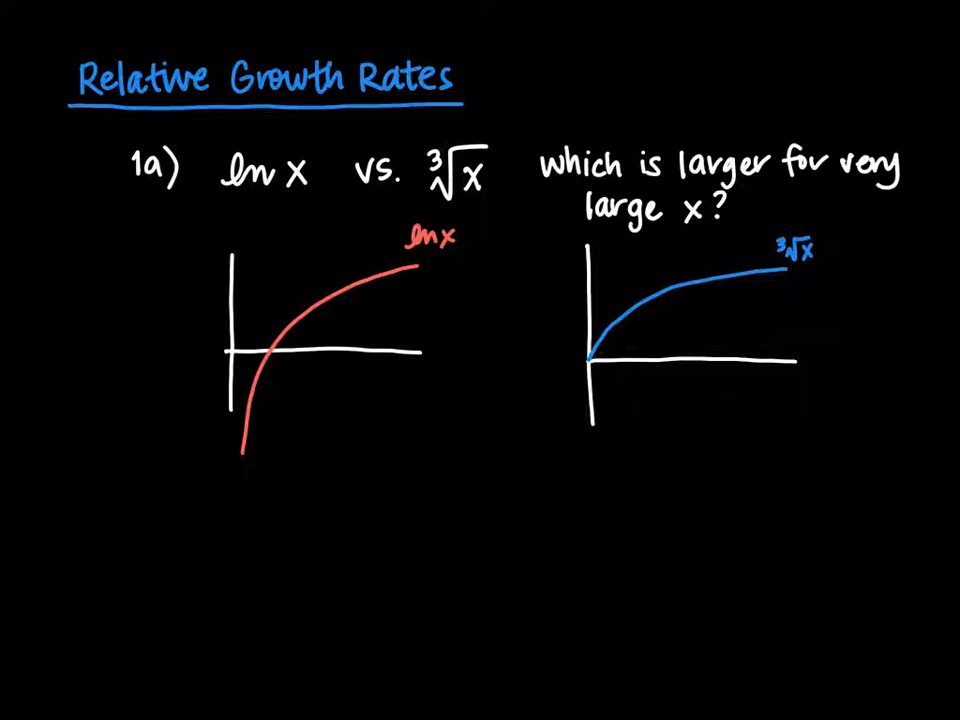 Relative Growth Rates
1a) ln x vs. ∛x which is larger for very
large x?
ln x
∛x